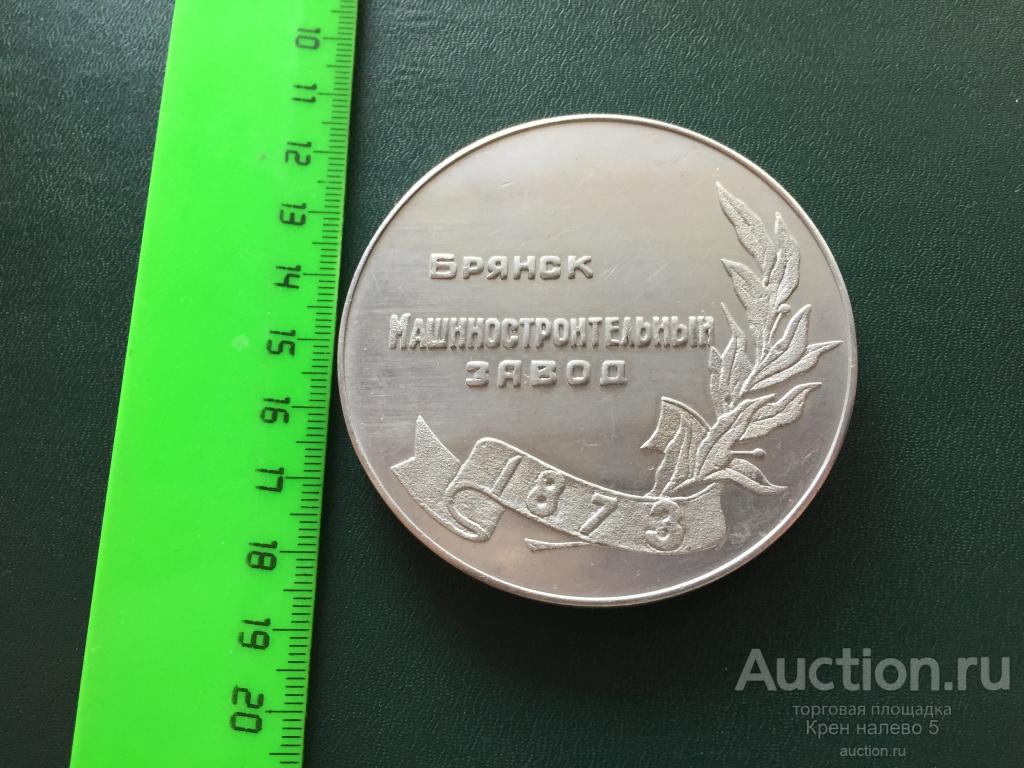 10
11
12
13
14
15
16
17
18
19
20
БРЯНСК
МАШИНОСТРОИТЕЛЬНЫЙ
ЗАВОД
1873
Auction.ru
торговая площадка
Крен налево 5
auction.ru